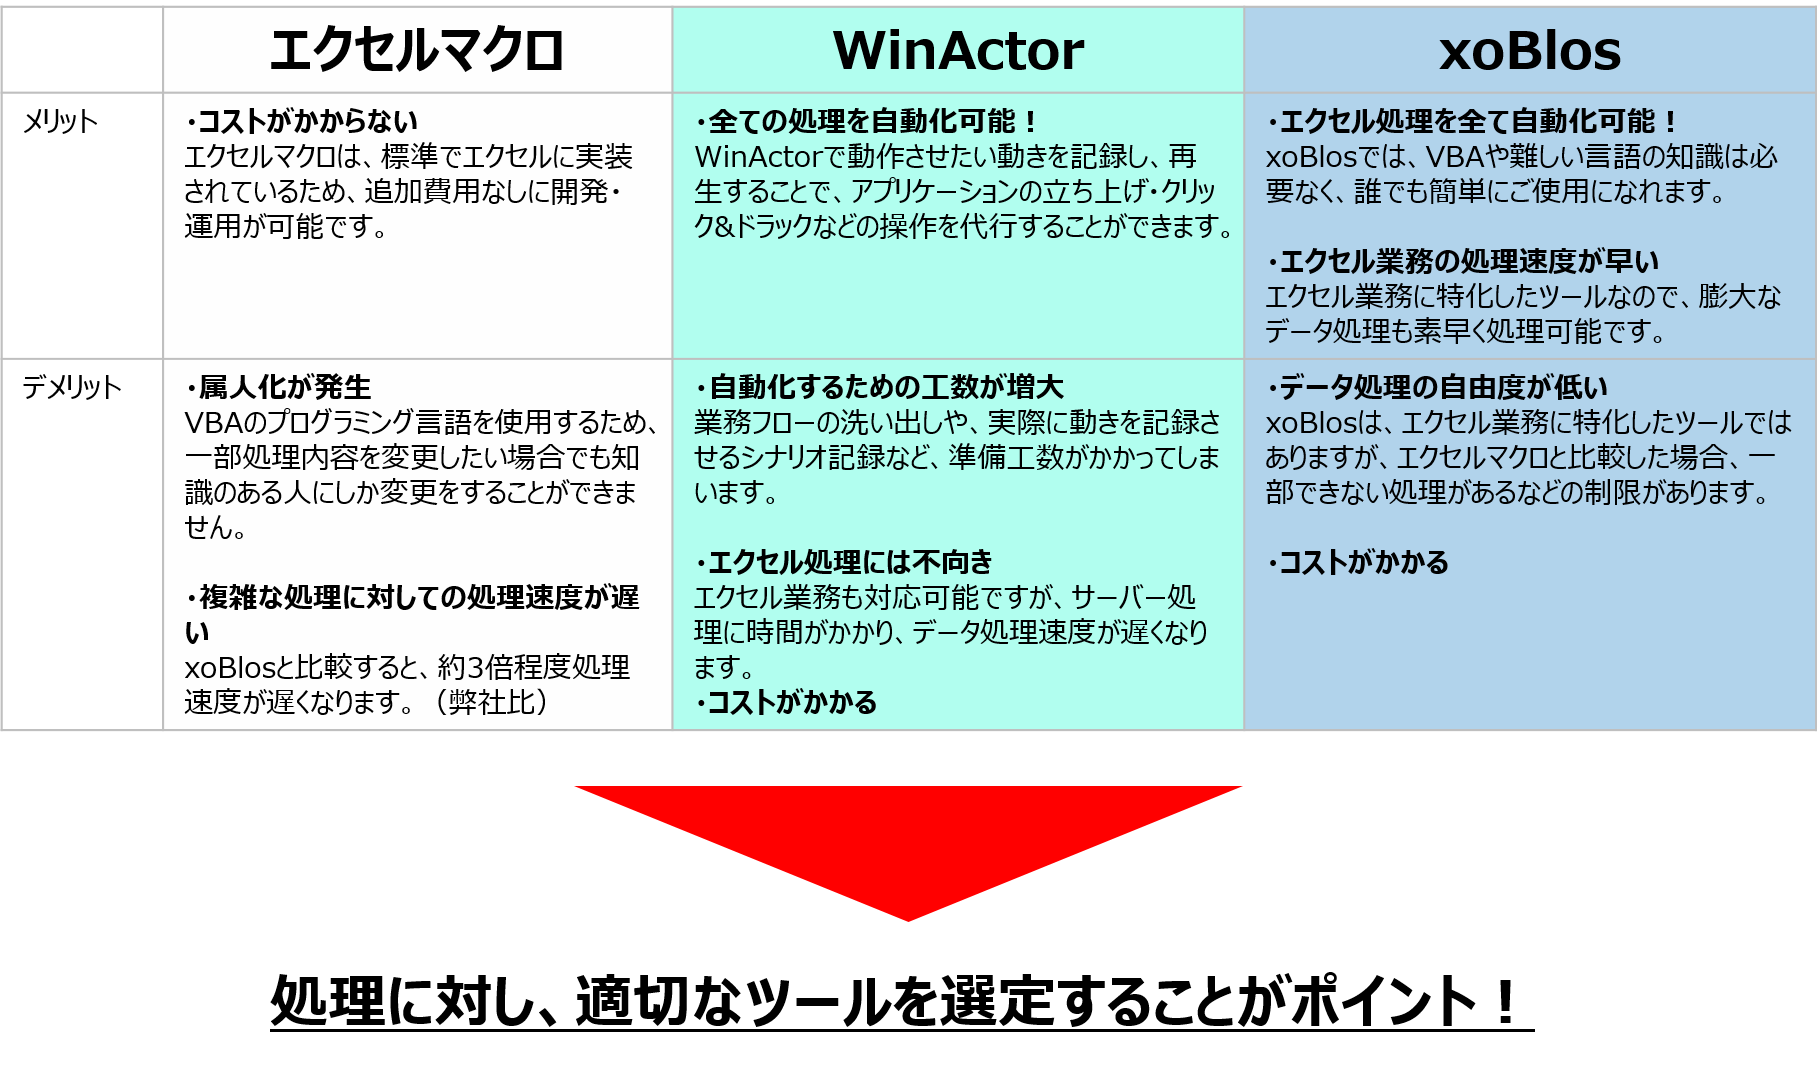 エクセルマクロ
WinActor
xoBlos
メリット
・コストがかからない
エクセルマクロは、標準でエクセルに実装
されているため、追加費用なしに開発・
運用が可能です。
・全ての処理を自動化可能！
WinActorで動作させたい動きを記録し、再
生することで、アプリケーションの立ち上げ・クリッ
ク&ドラックなどの操作を代行することができます。
・エクセル処理を全て自動化可能！
xoBlosでは、VBAや難しい言語の知識は必
要なく、誰でも簡単にご使用になれます。
・エクセル業務の処理速度が早い
エクセル業務に特化したツールなので、膨大な
データ処理も素早く処理可能です。
デメリット
・属人化が発生
VBAのプログラミング言語を使用するため、
一部処理内容を変更したい場合でも知
識のある人にしか変更をすることができま
せん。
・複雑な処理に対しての処理速度が遅
い
xoBlosと比較すると、約3倍程度処理
速度が遅くなります。（弊社比）
・自動化するための工数が増大
業務フローの洗い出しや、実際に動きを記録さ
せるシナリオ記録など、準備工数がかかってしま
います。
・エクセル処理には不向き
エクセル業務も対応可能ですが、サーバー処
理に時間がかかり、データ処理速度が遅くなり
ます。
・コストがかかる
・データ処理の自由度が低い
xoBlosは、エクセル業務に特化したツールでは
ありますが、エクセルマクロと比較した場合、一
部できない処理があるなどの制限があります。
・コストがかかる
処理に対し、適切なツールを選定することがポイント！